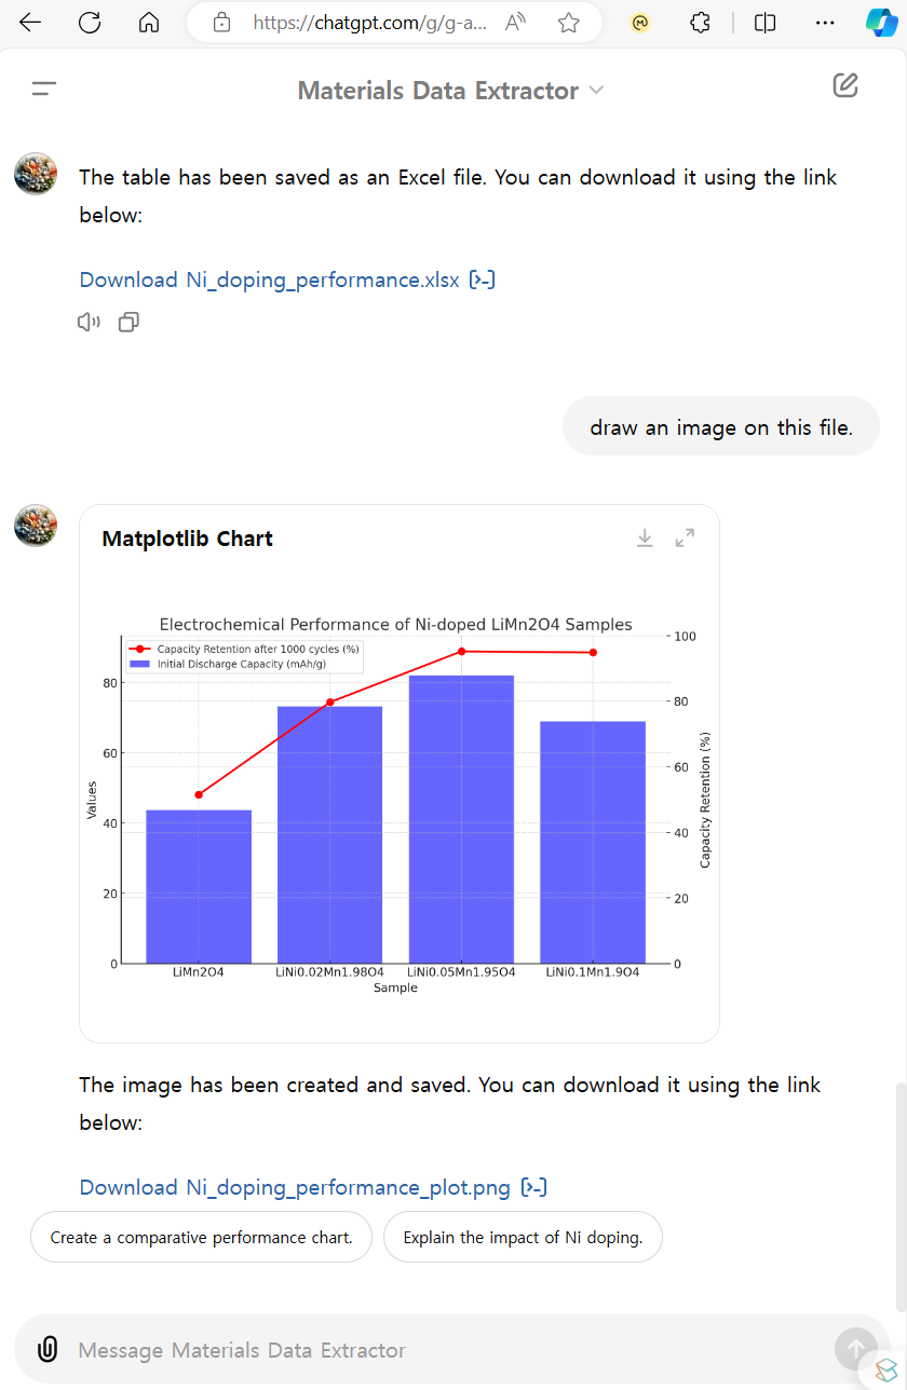 https://chatgpt.com/g/g-a...
Materials Data Extractor
The table has been saved as an Excel file. You can download it using the link
below:
Download Ni_doping_performance.xlsx
draw an image on this file.
Matplotlib Chart
Electrochemical Performance of Ni-doped LiMn2O4 Samples
Capacity Retention after 1000 cycles (%)
Initial Discharge Capacity (mAh/g)
Values
80
60
40
20
0
100
80
60
40
20
0
Capacity Retention (%)
LiMn2O4 LiNi0.02Mn1.98O4 LiNi0.05Mn1.95O4 LiNi0.1Mn1.9O4
Sample
The image has been created and saved. You can download it using the link
below:
Download Ni_doping_performance_plot.png
Create a comparative performance chart. Explain the impact of Ni doping.
Message Materials Data Extractor